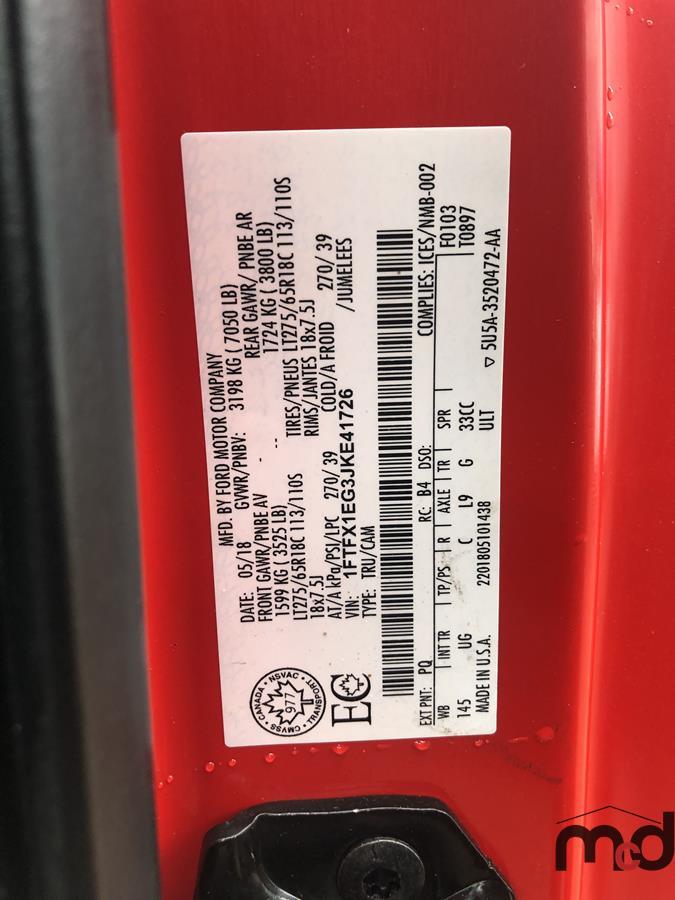 MFD. BY FORD MOTOR COMPANY
DATE: 05/18 GVWR/PNBV: 3198 KG ( 7050 LB)
FRONT GAWR/PNBE AV REAR GAWR/ PNBE AR
1599 KG ( 3525 LB) 1724 KG ( 3800 LB)
LT275/65R18C 113/110S TIRES/PNEUS LT275/65R18C 113/110S
18x7.5J RIMS/JANTES 18x7.5J
AT/A kPa/PSI/LPC 270/ 39 COLD/A FROID 270/ 39
VIN: 1FTFX1EG3JKE41726 /JUMELEES
TYPE: TRU/CAM
CANADA • NSVAC • TRANSPORT • CMVSS •
977
EC
COMPLIES: ICES/NMB-002
EXT PNT: PQ RC: B4 DSO: F0103
WB INT TR TP/PS R AXLE TR SPR T0897
145 UG C L9 G 33CC
ULT
MADE IN U.S.A. 2201805101438 ▽ 5U5A-3520472-AA
mcd